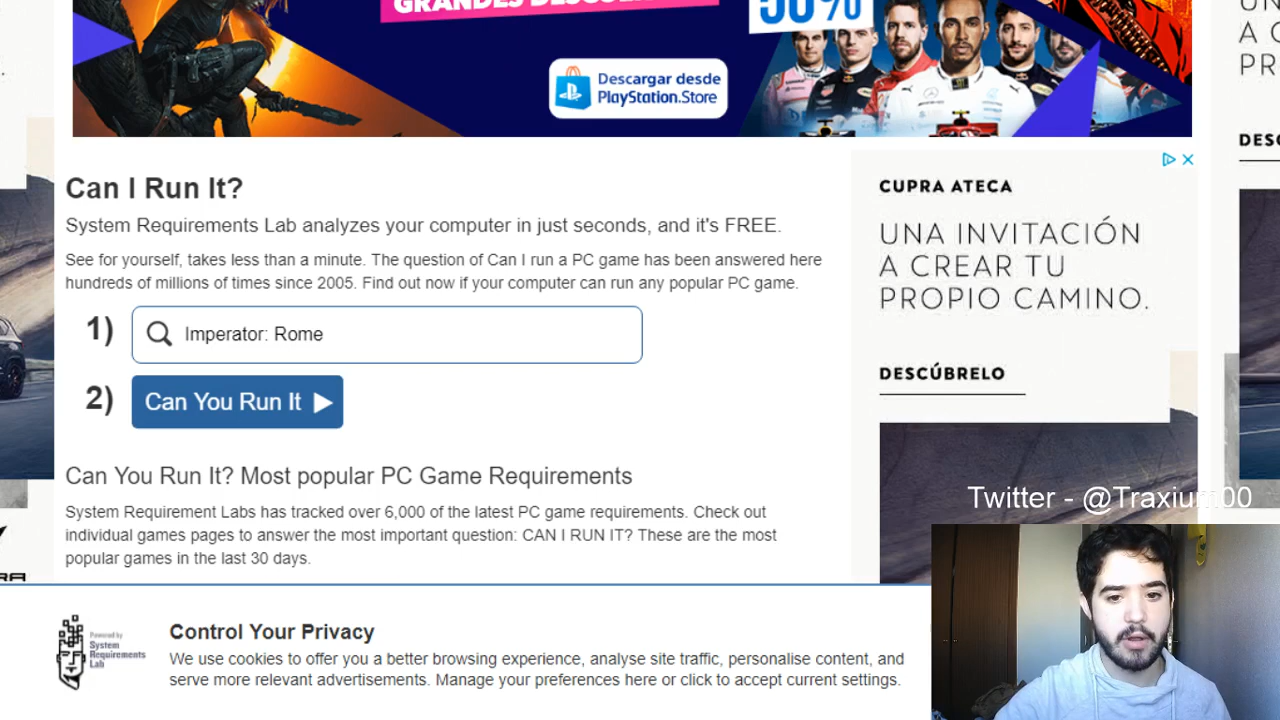 50%
Descargar desde
PlayStation.Store
Can I Run It?
System Requirements Lab analyzes your computer in just seconds, and it's FREE.
See for yourself, takes less than a minute. The question of Can I run a PC game has been answered here
hundreds of millions of times since 2005. Find out now if your computer can run any popular PC game.
1)
Imperator: Rome
2)
Can You Run It
Can You Run It? Most popular PC Game Requirements
System Requirement Labs has tracked over 6,000 of the latest PC game requirements. Check out
individual games pages to answer the most important question: CAN I RUN IT? These are the most
popular games in the last 30 days.
CUPRA ATECA
UNA INVITACIÓN
A CREAR TU
PROPIO CAMINO.
DESCÚBRELO
Twitter - @Traxium00
Powered by
System
Requirements
Lab
Control Your Privacy
We use cookies to offer you a better browsing experience, analyse site traffic, personalise content, and
serve more relevant advertisements. Manage your preferences here or click to accept current settings.